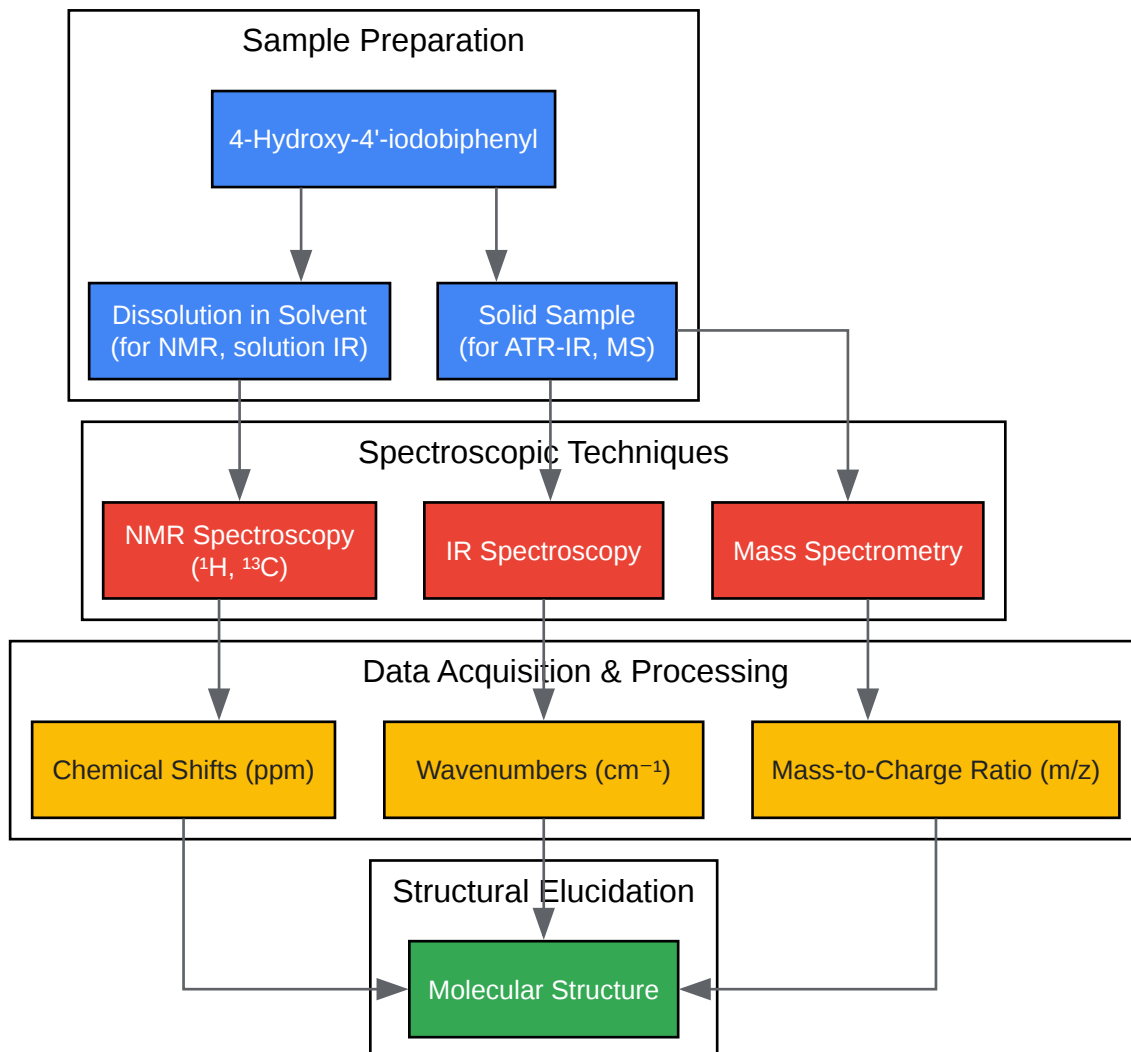 Sample Preparation
4-Hydroxy-4'-iodobiphenyl
Dissolution in Solvent
(for NMR, solution IR)
Solid Sample
(for ATR-IR, MS)
Spectroscopic Techniques
NMR Spectroscopy
(¹H, ¹³C)
IR Spectroscopy
Mass Spectrometry
Data Acquisition & Processing
Chemical Shifts (ppm)
Wavenumbers (cm⁻¹)
Mass-to-Charge Ratio (m/z)
Structural Elucidation
Molecular Structure